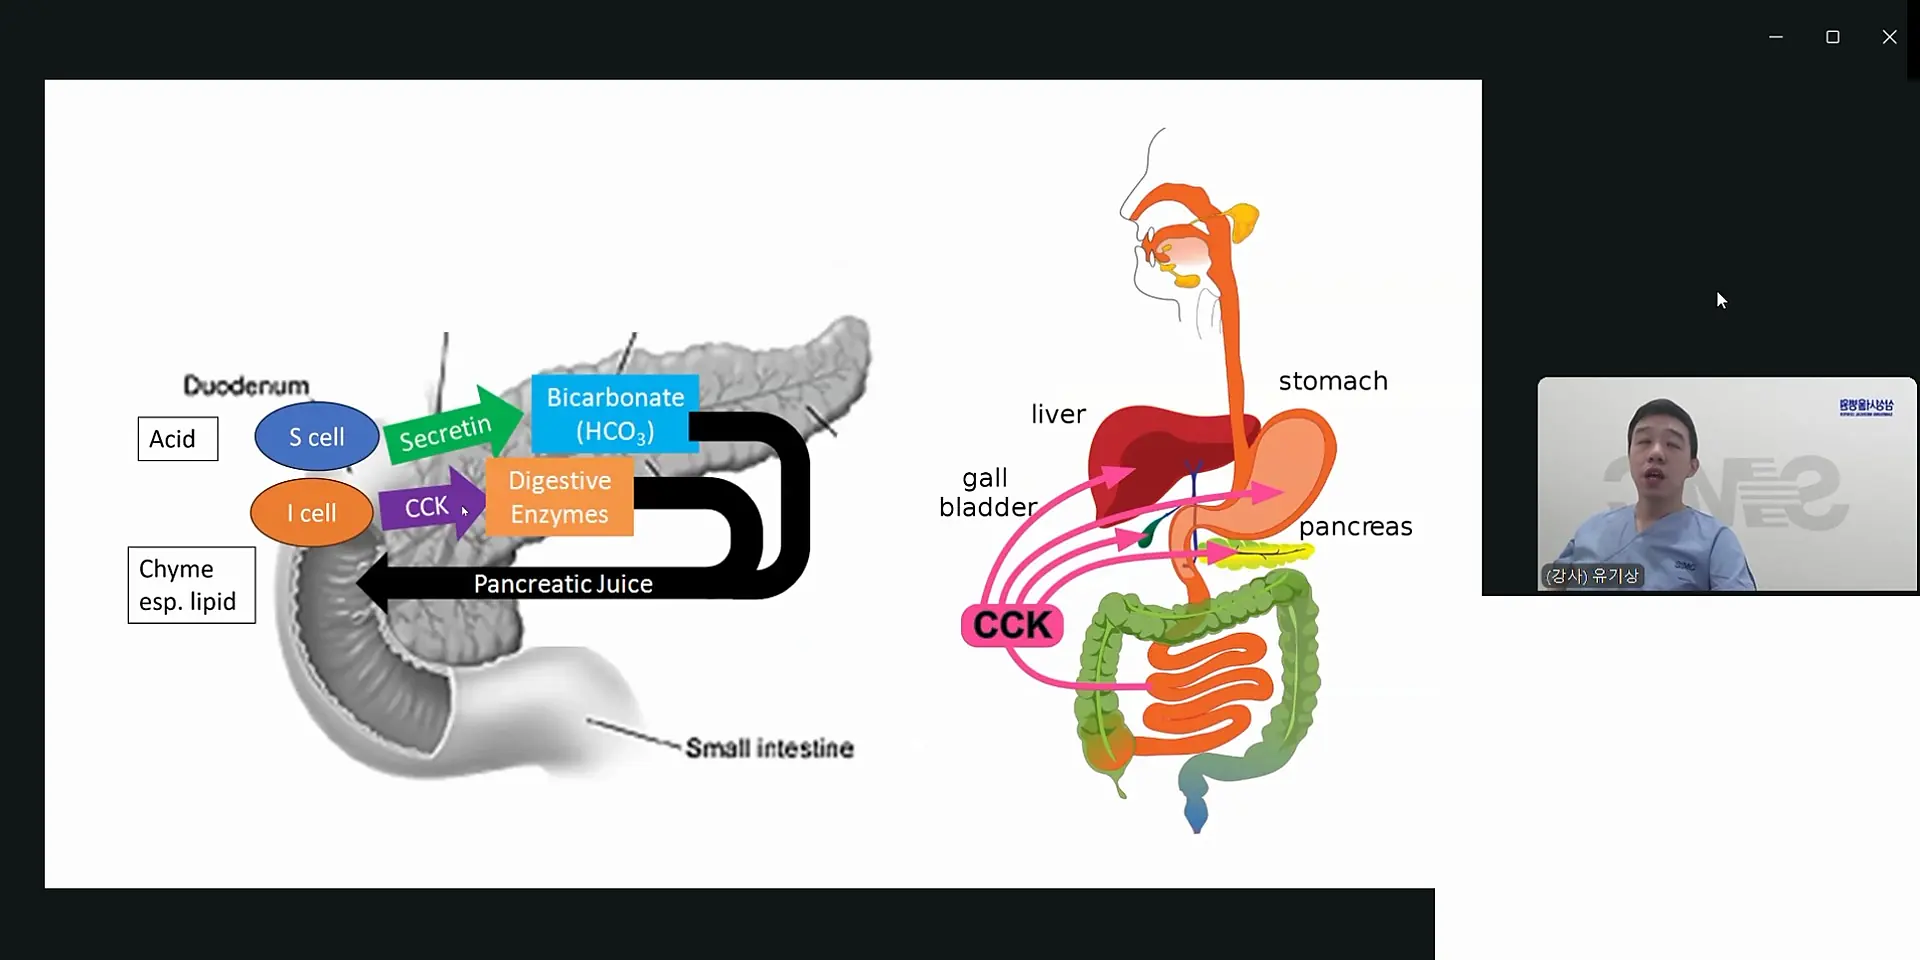 Duodenum
Acid
S cell
Secretin
Bicarbonate
(HCO₃)
I cell
CCK
Digestive
Enzymes
Chyme
esp. lipid
Pancreatic Juice
Small intestine
stomach
liver
gall
bladder
pancreas
CCK
(강사) 유기상